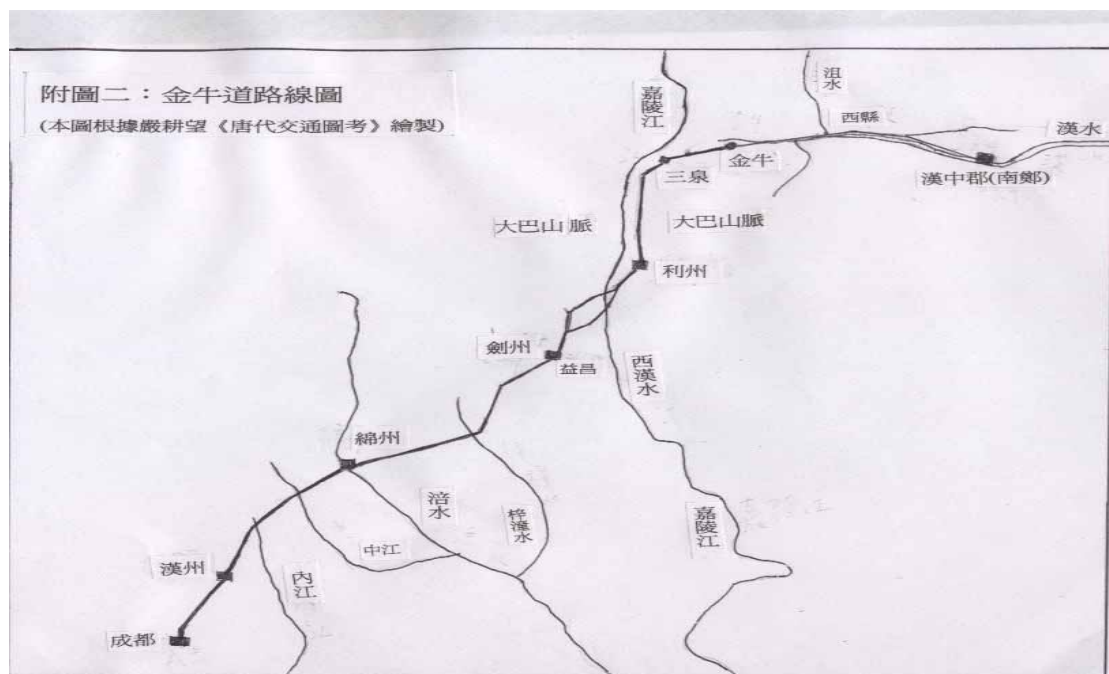 附圖二：金牛道路線圖
(本圖根據嚴耕望《唐代交通圖考》繪製)
嘉陵江
沮水
西縣
漢水
金牛
三泉
漢中郡(南鄭)
大巴山脈
大巴山脈
利州
劍州
益昌
西漢水
綿州
涪水
梓潼水
嘉陵江
中江
漢州
內江
成都